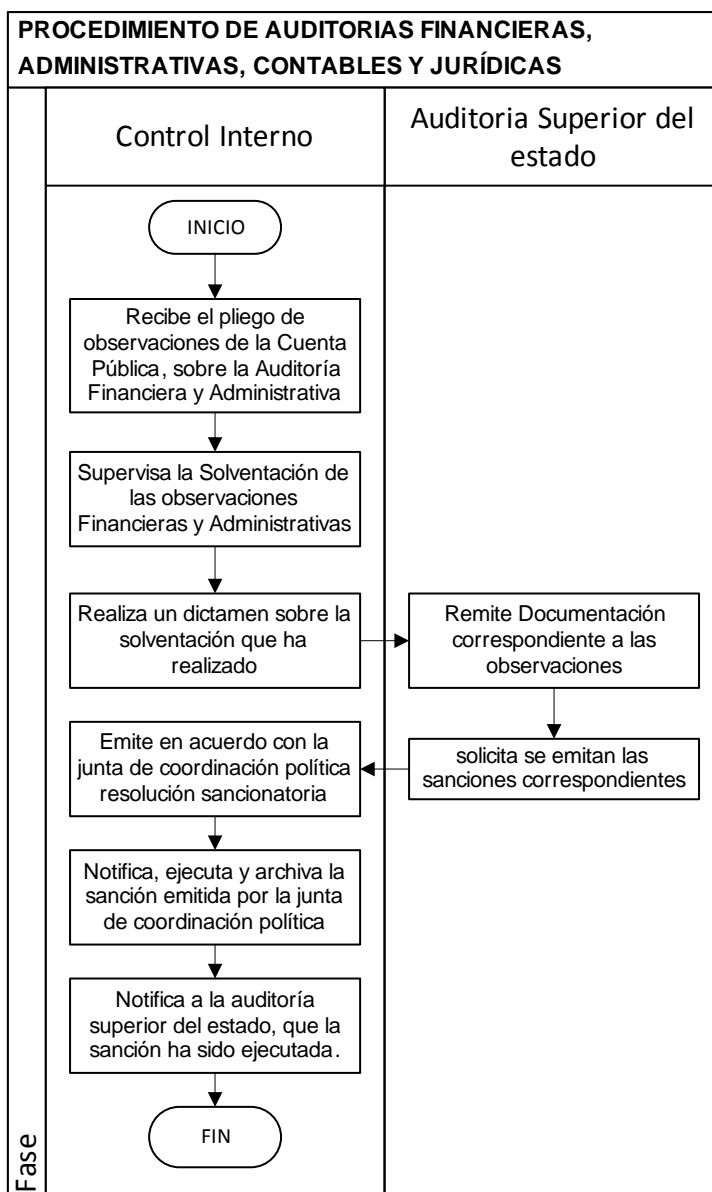 PROCEDIMIENTO DE AUDITORIAS FINANCIERAS,
ADMINISTRATIVAS, CONTABLES Y JURÍDICAS
Control Interno
Auditoria Superior del
estado
INICIO
Recibe el pliego de
observaciones de la Cuenta
Pública, sobre la Auditoría
Financiera y Administrativa
Supervisa la Solventación de
las observaciones
Financieras y Administrativas
Realiza un dictamen sobre la
solventación que ha
realizado
Remite Documentación
correspondiente a las
observaciones
solicita se emitan las
sanciones correspondientes
Emite en acuerdo con la
junta de coordinación política
resolución sancionatoria
Notifica, ejecuta y archiva la
sanción emitida por la junta
de coordinación política
Notifica a la auditoría
superior del estado, que la
sanción ha sido ejecutada.
FIN
Fase